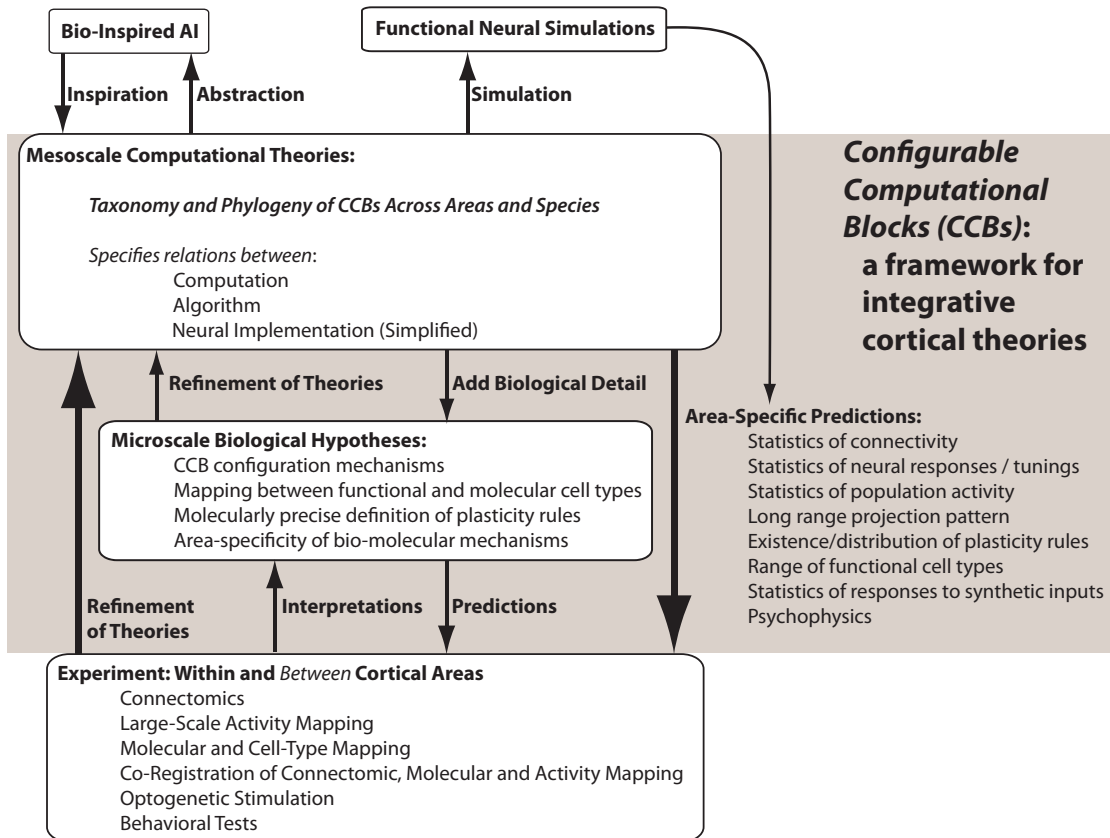 Bio-Inspired AI
Functional Neural Simulations
Inspiration
Abstraction
Simulation
Mesoscale Computational Theories:
Taxonomy and Phylogeny of CCBs Across Areas and Species
Specifies relations between:
Computation
Algorithm
Neural Implementation (Simplified)
Configurable
Computational
Blocks (CCBs):
a framework for
integrative
cortical theories
Refinement of Theories
Add Biological Detail
Microscale Biological Hypotheses:
CCB configuration mechanisms
Mapping between functional and molecular cell types
Molecularly precise definition of plasticity rules
Area-specificity of bio-molecular mechanisms
Area-Specific Predictions:
Statistics of connectivity
Statistics of neural responses / tunings
Statistics of population activity
Long range projection pattern
Existence/distribution of plasticity rules
Range of functional cell types
Statistics of responses to synthetic inputs
Psychophysics
Refinement
of Theories
Interpretations
Predictions
Experiment: Within and Between Cortical Areas
Connectomics
Large-Scale Activity Mapping
Molecular and Cell-Type Mapping
Co-Registration of Connectomic, Molecular and Activity Mapping
Optogenetic Stimulation
Behavioral Tests